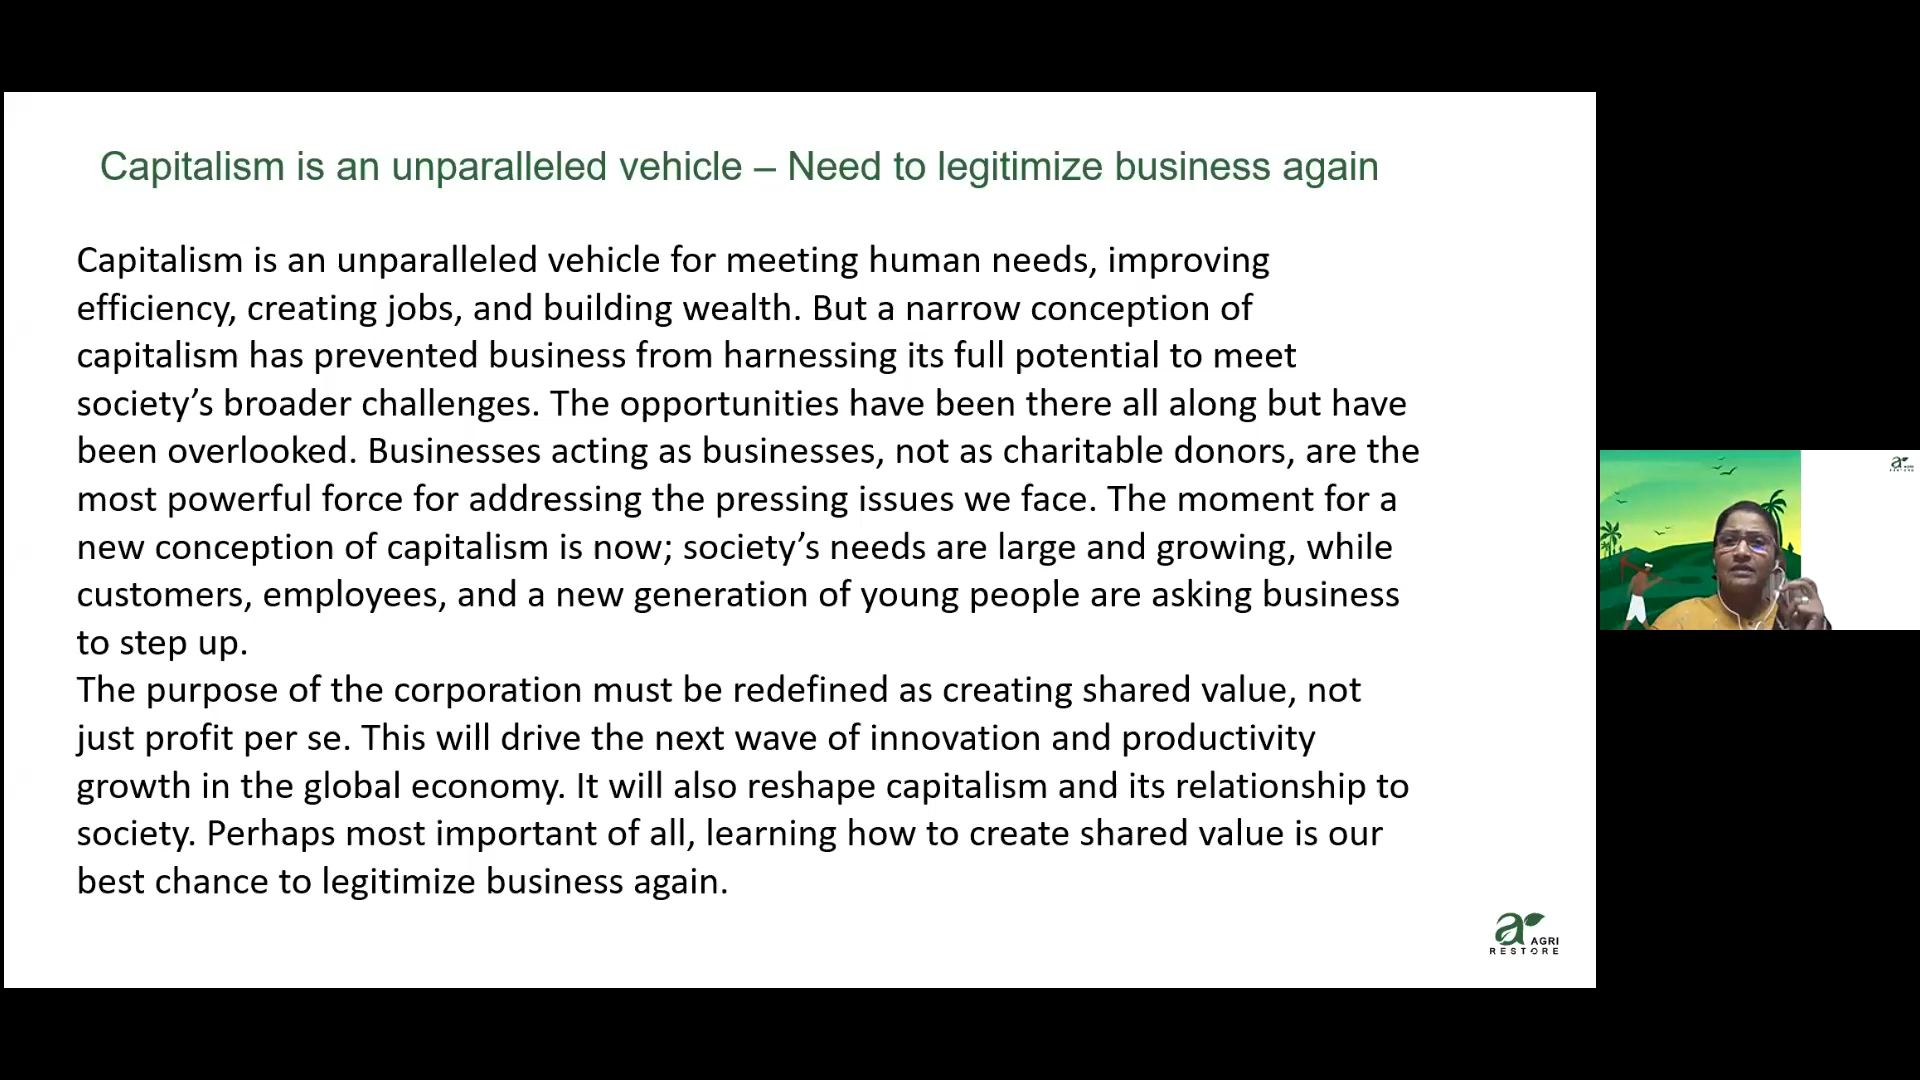 Capitalism is an unparalleled vehicle – Need to legitimize business again
Capitalism is an unparalleled vehicle for meeting human needs, improving
efficiency, creating jobs, and building wealth. But a narrow conception of
capitalism has prevented business from harnessing its full potential to meet
society’s broader challenges. The opportunities have been there all along but have
been overlooked. Businesses acting as businesses, not as charitable donors, are the
most powerful force for addressing the pressing issues we face. The moment for a
new conception of capitalism is now; society’s needs are large and growing, while
customers, employees, and a new generation of young people are asking business
to step up.
The purpose of the corporation must be redefined as creating shared value, not
just profit per se. This will drive the next wave of innovation and productivity
growth in the global economy. It will also reshape capitalism and its relationship to
society. Perhaps most important of all, learning how to create shared value is our
best chance to legitimize business again.
ar AGRI
RESTORE